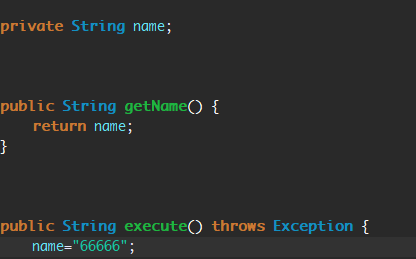 private String name;
public String getName() {
return name;
}
public String execute() throws Exception {
name="66666";